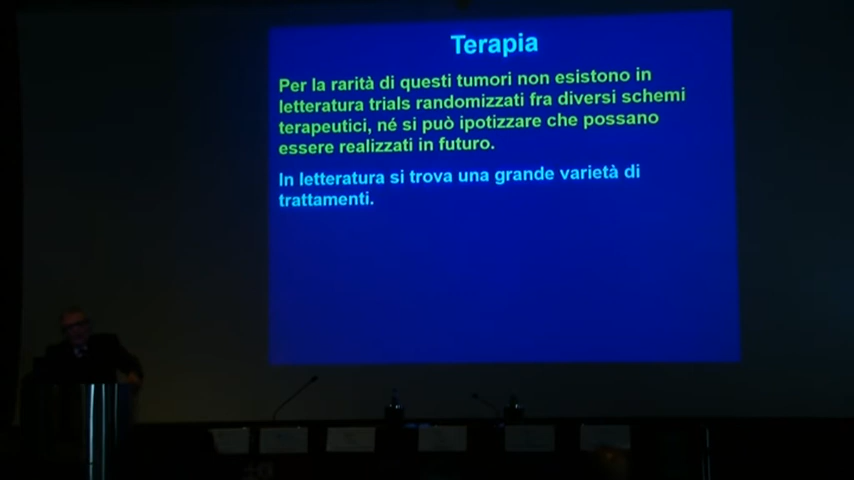 Terapia
Per la rarità di questi tumori non esistono in
letteratura trials randomizzati fra diversi schemi
terapeutici, né si può ipotizzare che possano
essere realizzati in futuro.
In letteratura si trova una grande varietà di
trattamenti.